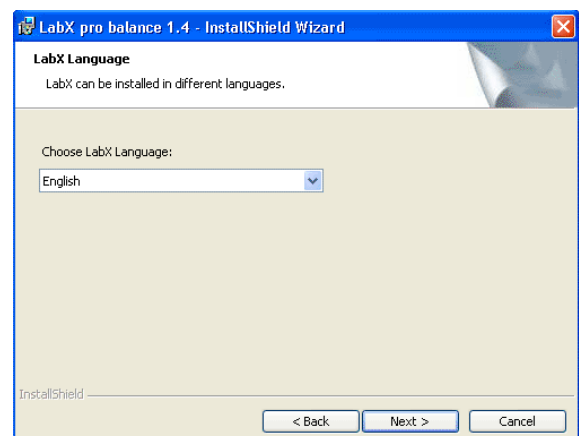 LabX pro balance 1.4 - InstallShield Wizard
LabX Language
LabX can be installed in different languages.
Choose LabX Language:
English
InstallShield
< Back Next > Cancel